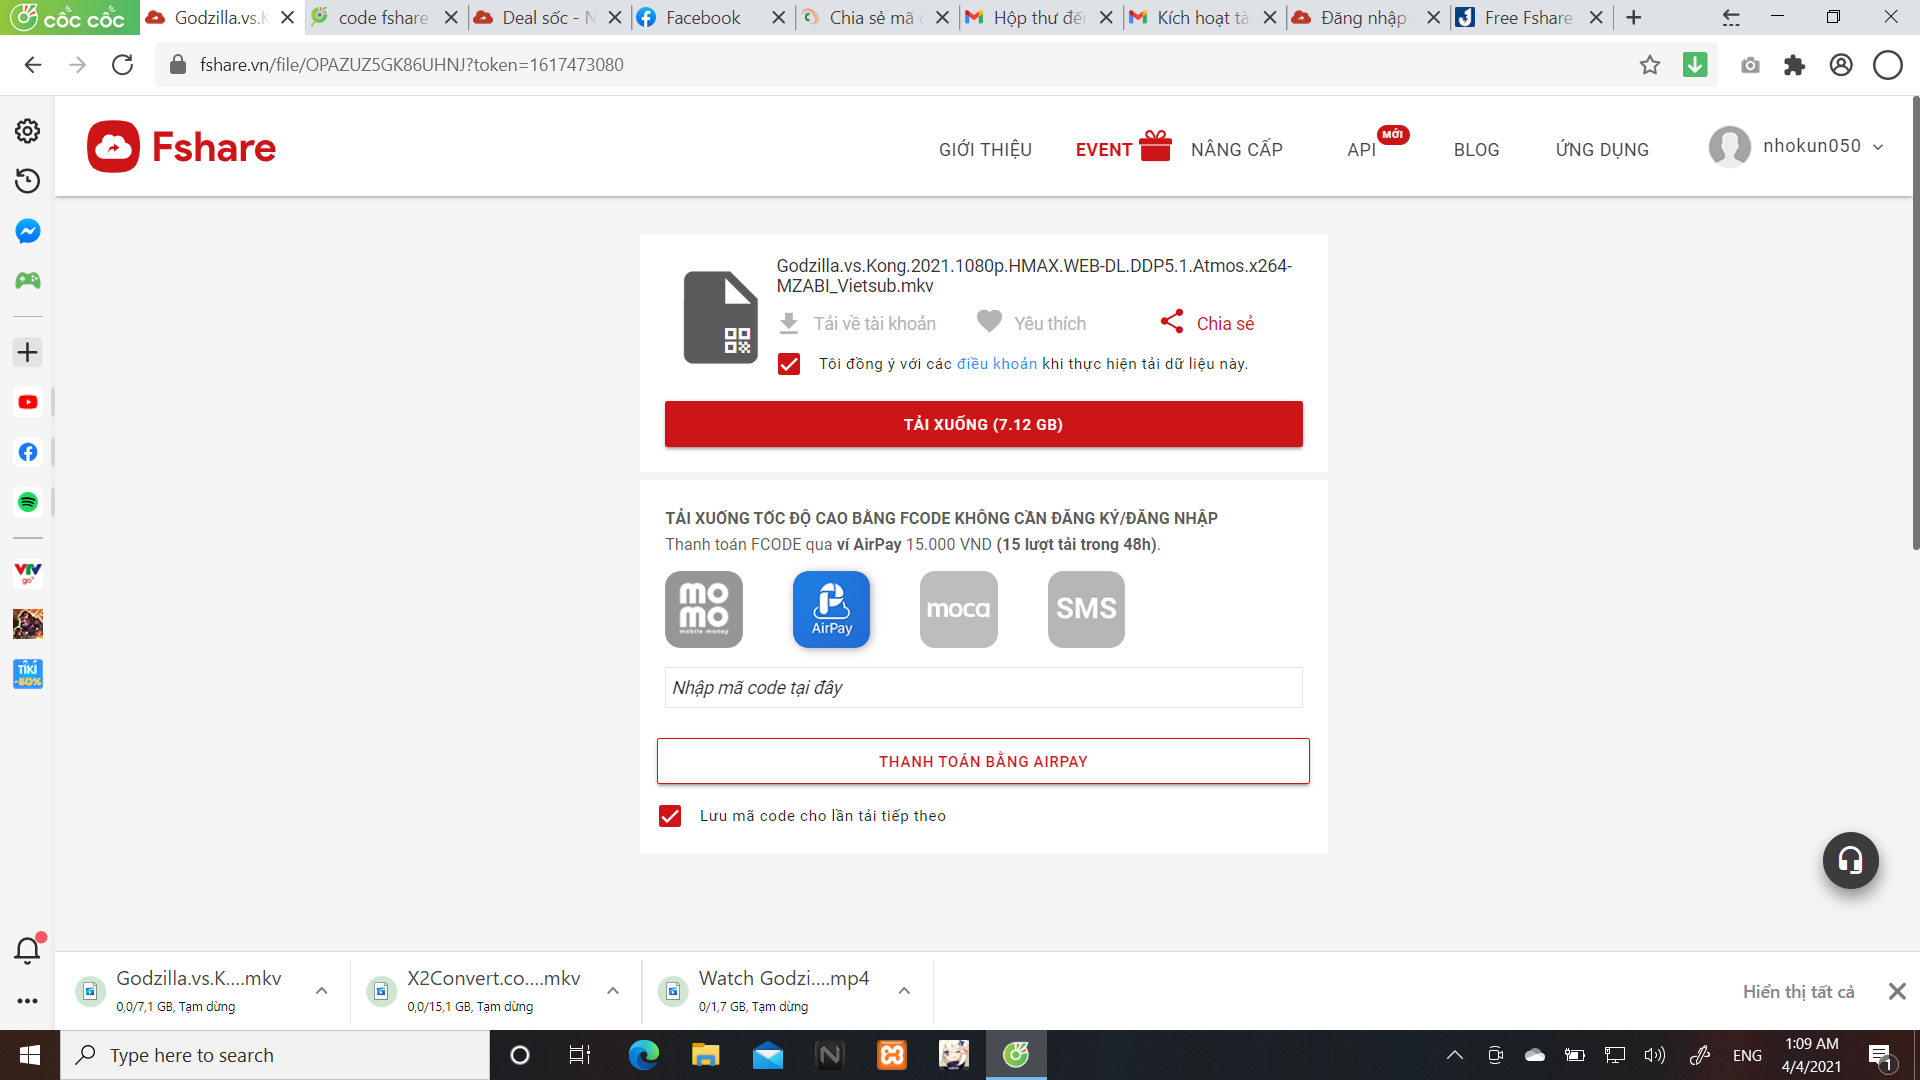 cốc cốc
Godzilla.vs.K
code fshare
Deal sốc - N
Facebook
Chia sẻ mã c
Hộp thư đến
Kích hoạt tà
Đăng nhập -
Free Fshare
fshare.vn/file/OPAZUZ5GK86UHNJ?token=1617473080
Fshare
GIỚI THIỆU
EVENT
NÂNG CẤP
API
MỚI
BLOG
ỨNG DỤNG
nhokun050
Godzilla.vs.Kong.2021.1080p.HMAX.WEB-DL.DDP5.1.Atmos.x264-
MZABI_Vietsub.mkv
Tải về tài khoản
Yêu thích
Chia sẻ
Tôi đồng ý với các điều khoản khi thực hiện tải dữ liệu này.
TẢI XUỐNG (7.12 GB)
TẢI XUỐNG TỐC ĐỘ CAO BẰNG FCODE KHÔNG CẦN ĐĂNG KÝ/ĐĂNG NHẬP
Thanh toán FCODE qua ví AirPay 15.000 VND (15 lượt tải trong 48h).
mo
mo
mobile money
AirPay
moca
SMS
Nhập mã code tại đây
THANH TOÁN BẰNG AIRPAY
Lưu mã code cho lần tải tiếp theo
VTV
go
TIKI
-50%
Godzilla.vs.K....mkv
0,0/7,1 GB, Tạm dừng
X2Convert.co....mkv
0,0/15,1 GB, Tạm dừng
Watch Godzi....mp4
0/1,7 GB, Tạm dừng
Hiển thị tất cả
Type here to search
ENG
1:09 AM
4/4/2021
1